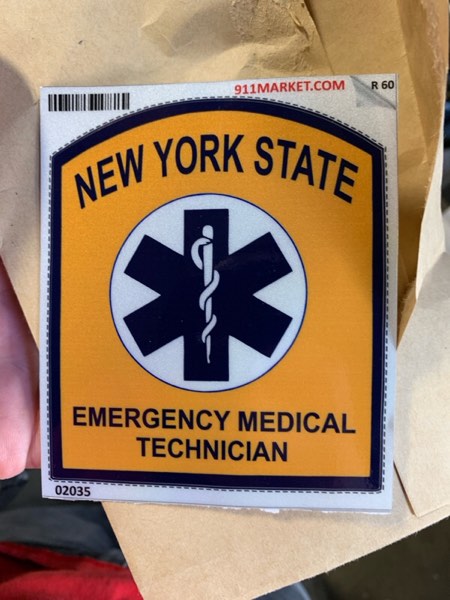 911MARKET.COM
R 60
NEW YORK STATE
EMERGENCY MEDICAL
TECHNICIAN
02035